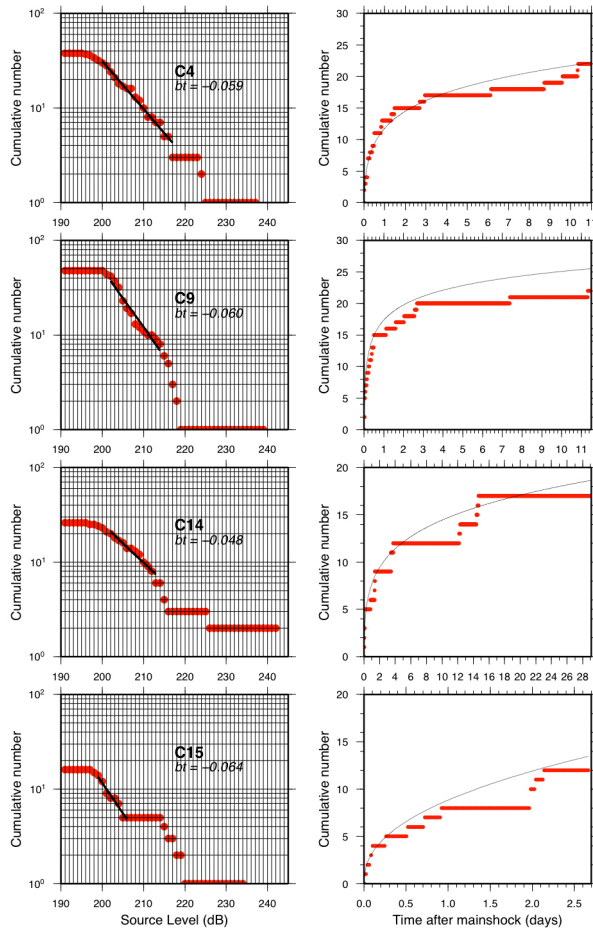 10²
10¹
10⁰
Cumulative number
C4
bt = −0.059
190 200 210 220 230 240
30
25
20
15
10
5
0
Cumulative number
0 1 2 3 4 5 6 7 8 9 10 11
10²
10¹
10⁰
Cumulative number
C9
bt = −0.060
190 200 210 220 230 240
30
25
20
15
10
5
0
Cumulative number
0 1 2 3 4 5 6 7 8 9 10 11
10²
10¹
10⁰
Cumulative number
C14
bt = −0.048
190 200 210 220 230 240
20
15
10
5
0
Cumulative number
0 2 4 6 8 10 12 14 16 18 20 22 24 26 28
10²
10¹
10⁰
Cumulative number
C15
bt = −0.064
190 200 210 220 230 240
Source Level (dB)
20
15
10
5
0
Cumulative number
0.0 0.5 1.0 1.5 2.0 2.5
Time after mainshock (days)